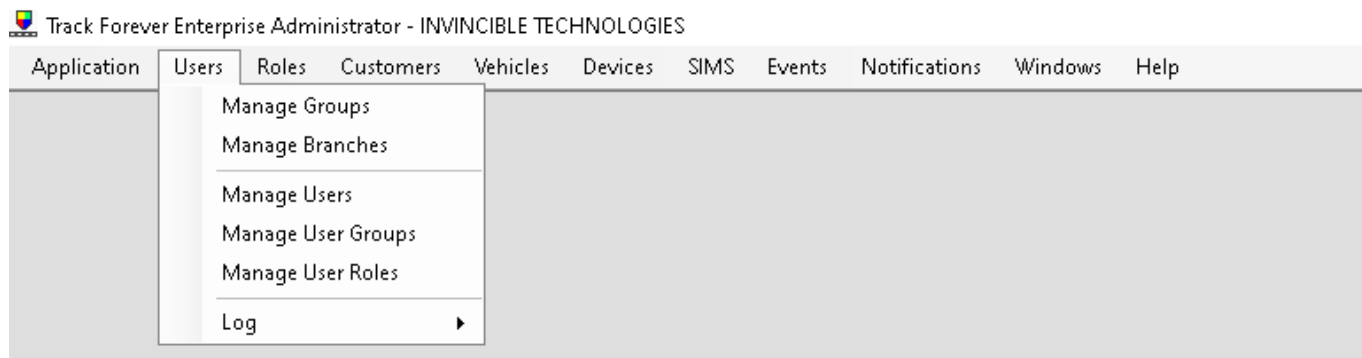 Track Forever Enterprise Administrator - INVINCIBLE TECHNOLOGIES
Application Users Roles Customers Vehicles Devices SIMS Events Notifications Windows Help
Manage Groups
Manage Branches
Manage Users
Manage User Groups
Manage User Roles
Log